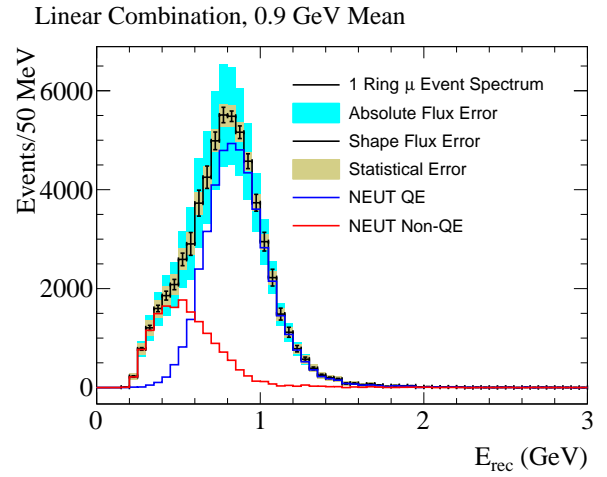 Linear Combination, 0.9 GeV Mean
Events/50 MeV
6000
4000
2000
0
1 Ring μ Event Spectrum
Absolute Flux Error
Shape Flux Error
Statistical Error
NEUT QE
NEUT Non-QE
0 1 2 3
E_rec (GeV)